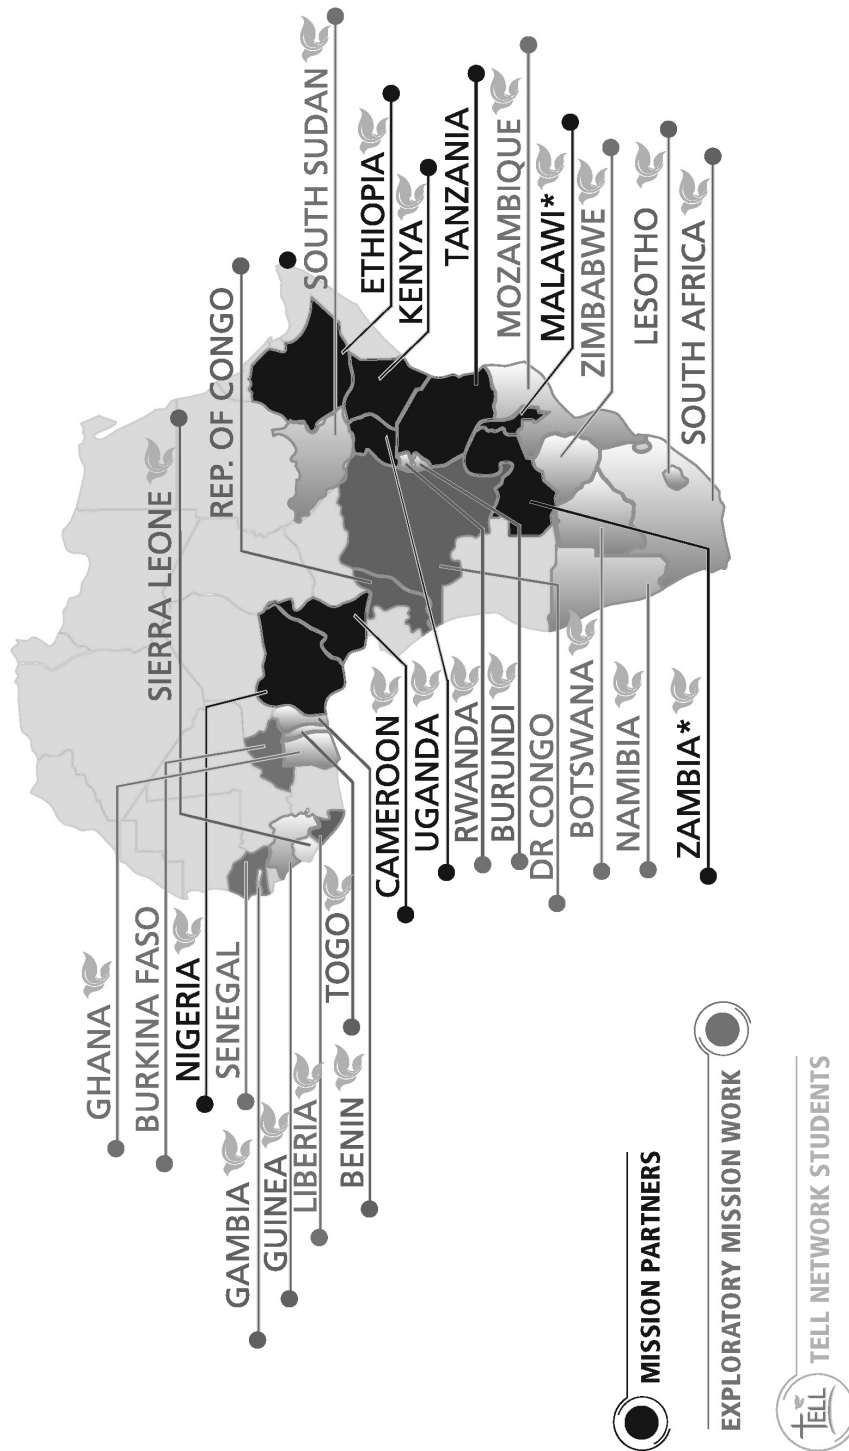 GHANA
BURKINA FASO
NIGERIA
SENEGAL
GAMBIA
GUINEA
LIBERIA
TOGO
BENIN
SIERRA LEONE
REP. OF CONGO
SOUTH SUDAN
ETHIOPIA
KENYA
TANZANIA
MOZAMBIQUE
MALAWI*
ZIMBABWE
LESOTHO
SOUTH AFRICA
CAMEROON
UGANDA
RWANDA
BURUNDI
DR CONGO
BOTSWANA
NAMIBIA
ZAMBIA*
MISSION PARTNERS
EXPLORATORY MISSION WORK
TELL
TELL NETWORK STUDENTS